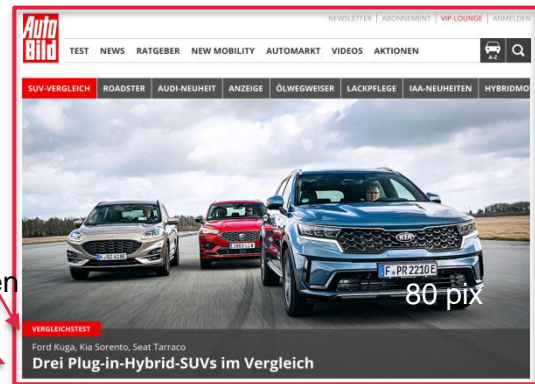 NEWSLETTER | ABONNEMENT | VIP-LOUNGE | ANMELDEN
Auto Bild
TEST NEWS RATGEBER NEW MOBILITY AUTOMARKT VIDEOS AKTIONEN
A-Z
SUV-VERGLEICH ROADSTER AUDI-NEUHEIT ANZEIGE ÖLWEGWEISER LACKPFLEGE IAA-NEUHEITEN HYBRIDMO
KIA
F PR 2210E
80 pix
en
VERGLEICHSTEST
Ford Kuga, Kia Sorento, Seat Tarraco
Drei Plug-in-Hybrid-SUVs im Vergleich